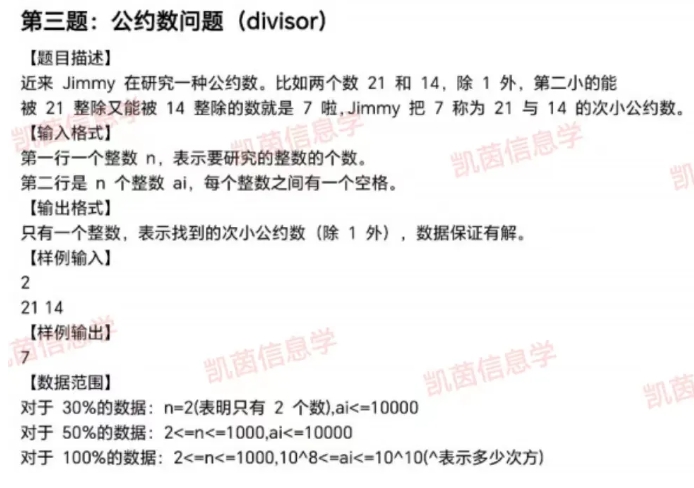 第三题：公约数问题（divisor）
【题目描述】
近来 Jimmy 在研究一种公约数。比如两个数 21 和 14，除 1 外，第二小的能
被 21 整除又能被 14 整除的数就是 7 啦,Jimmy 把 7 称为 21 与 14 的次小公约数。
【输入格式】
第一行一个整数 n，表示要研究的整数的个数。
第二行是 n 个整数 ai，每个整数之间有一个空格。
【输出格式】
只有一个整数，表示找到的次小公约数（除 1 外），数据保证有解。
【样例输入】
2
21 14
【样例输出】
7
【数据范围】
对于 30%的数据：n=2(表明只有 2 个数),ai<=10000
对于 50%的数据：2<=n<=1000,ai<=10000
对于 100%的数据：2<=n<=1000,10^8<=ai<=10^10(^表示多少次方)
凯茵信息学
凯茵信息学
凯茵信息学
凯
凯茵信息学
凯茵信息学
凯茵信息学
凯茵